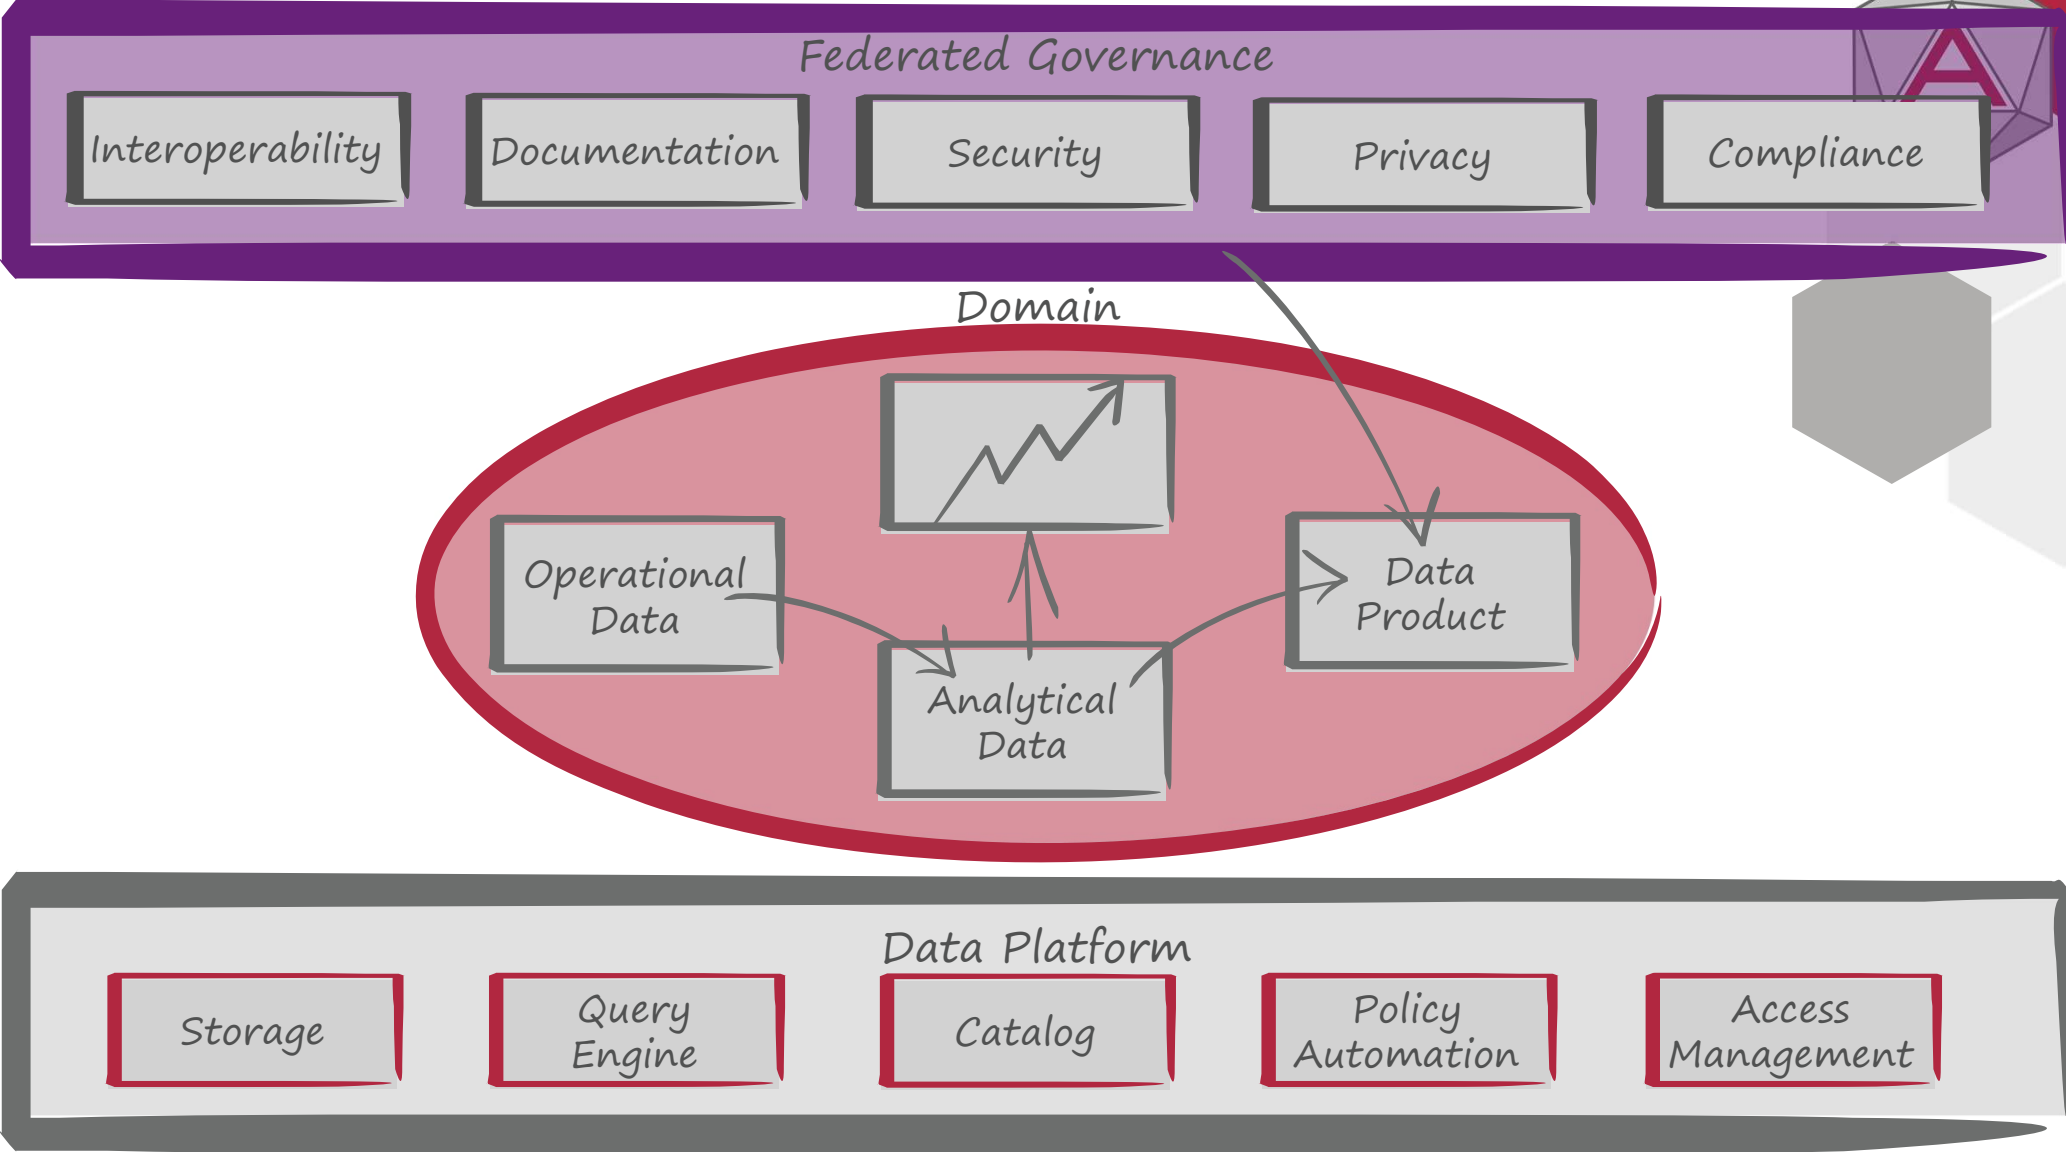 Federated Governance
Interoperability
Documentation
Security
Privacy
Compliance
A
Domain
Operational
Data
Analytical
Data
Data
Product
Data Platform
Storage
Query
Engine
Catalog
Policy
Automation
Access
Management